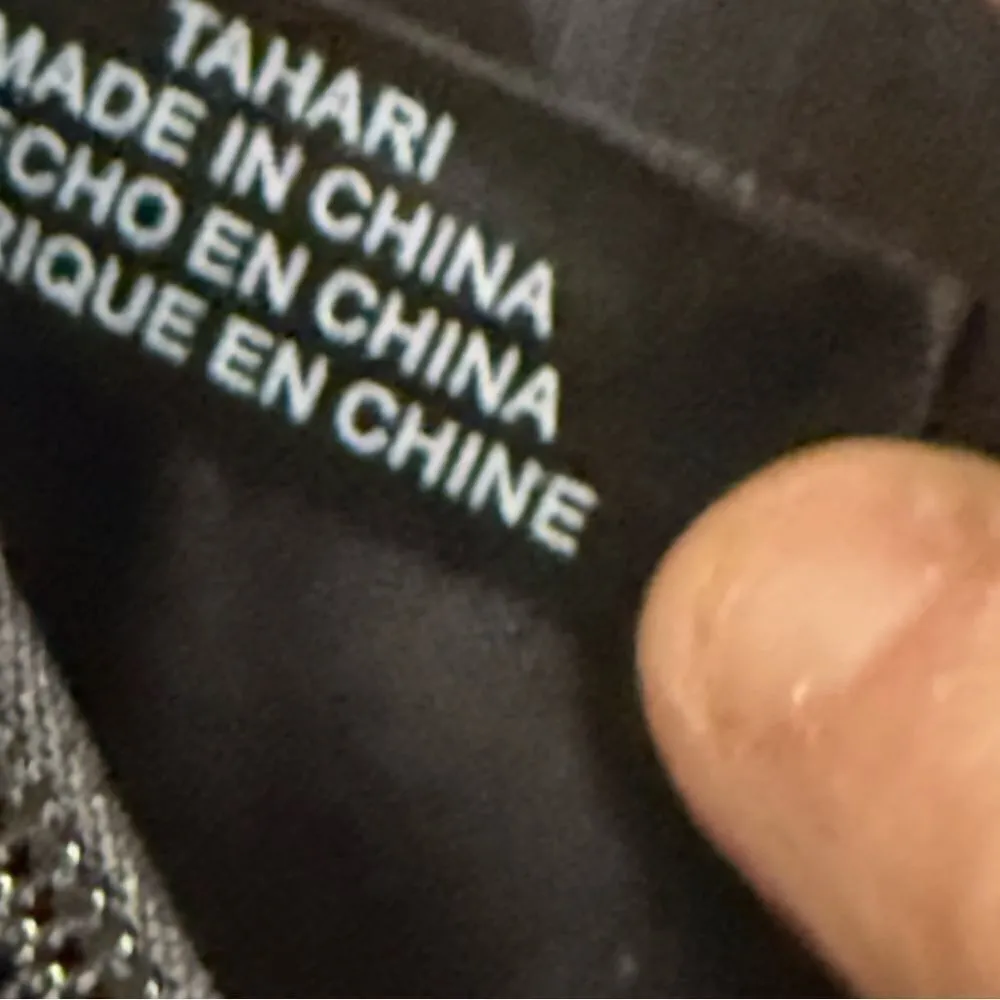 TAHARI
MADE IN CHINA
ECHO EN CHINA
RIQUE EN CHINE